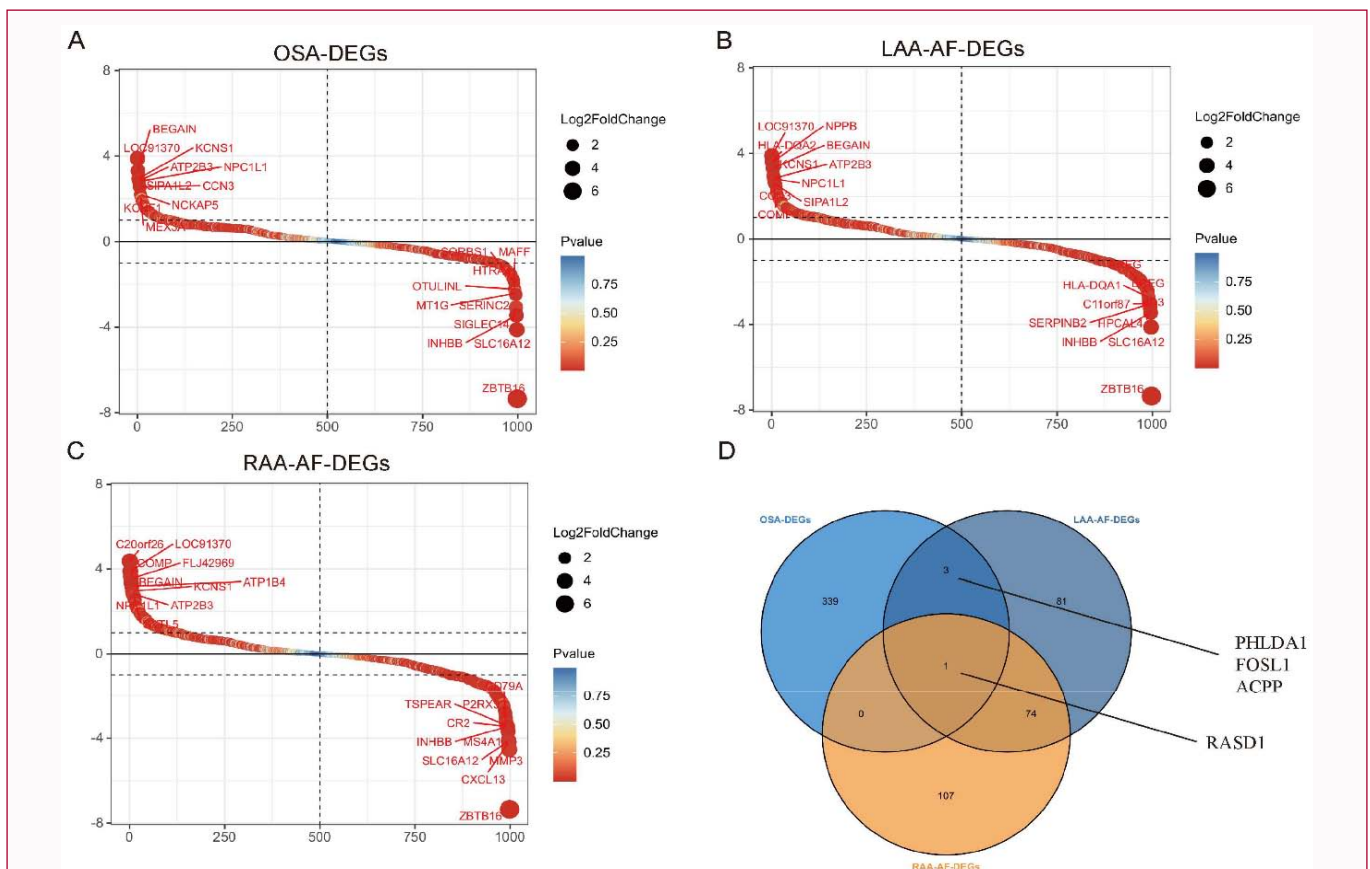 A
OSA-DEGs
8
4
0
-4
-8
0
250
500
750
1000
BEGAIN
LOC91370
KCNS1
ATP2B3
NPC1L1
SIPA1L2
CCN3
NCKAP5
MAFF
OTULINL
MT1G
SERINC2
SIGLEC14
INHBB
SLC16A12
ZBTB16
Log2FoldChange
2
4
6
Pvalue
0.75
0.50
0.25
B
LAA-AF-DEGs
8
4
0
-4
-8
0
250
500
750
1000
LOC91370
NPPB
HLA-DQA2
BEGAIN
KCNS1
ATP2B3
NPC1L1
SIPA1L2
HLA-DQA1
C11orf87
SERPINB2
HPCAL4
INHBB
SLC16A12
ZBTB16
Log2FoldChange
2
4
6
Pvalue
0.75
0.50
0.25
C
RAA-AF-DEGs
8
4
0
-4
-8
0
250
500
750
1000
C20orf26
LOC91370
COMP
FLJ42969
BEGAIN
ATP1B4
KCNS1
ATP2B3
TSPEAR
CR2
INHBB
MS4A1
SLC16A12
MMP3
CXCL13
ZBTB16
Log2FoldChange
2
4
6
Pvalue
0.75
0.50
0.25
D
OSA-DEGs
LAA-AF-DEGs
3
339
81
1
0
74
107
PHLDA1
FOSL1
ACPP
RASD1
RAA-AF-DEGs